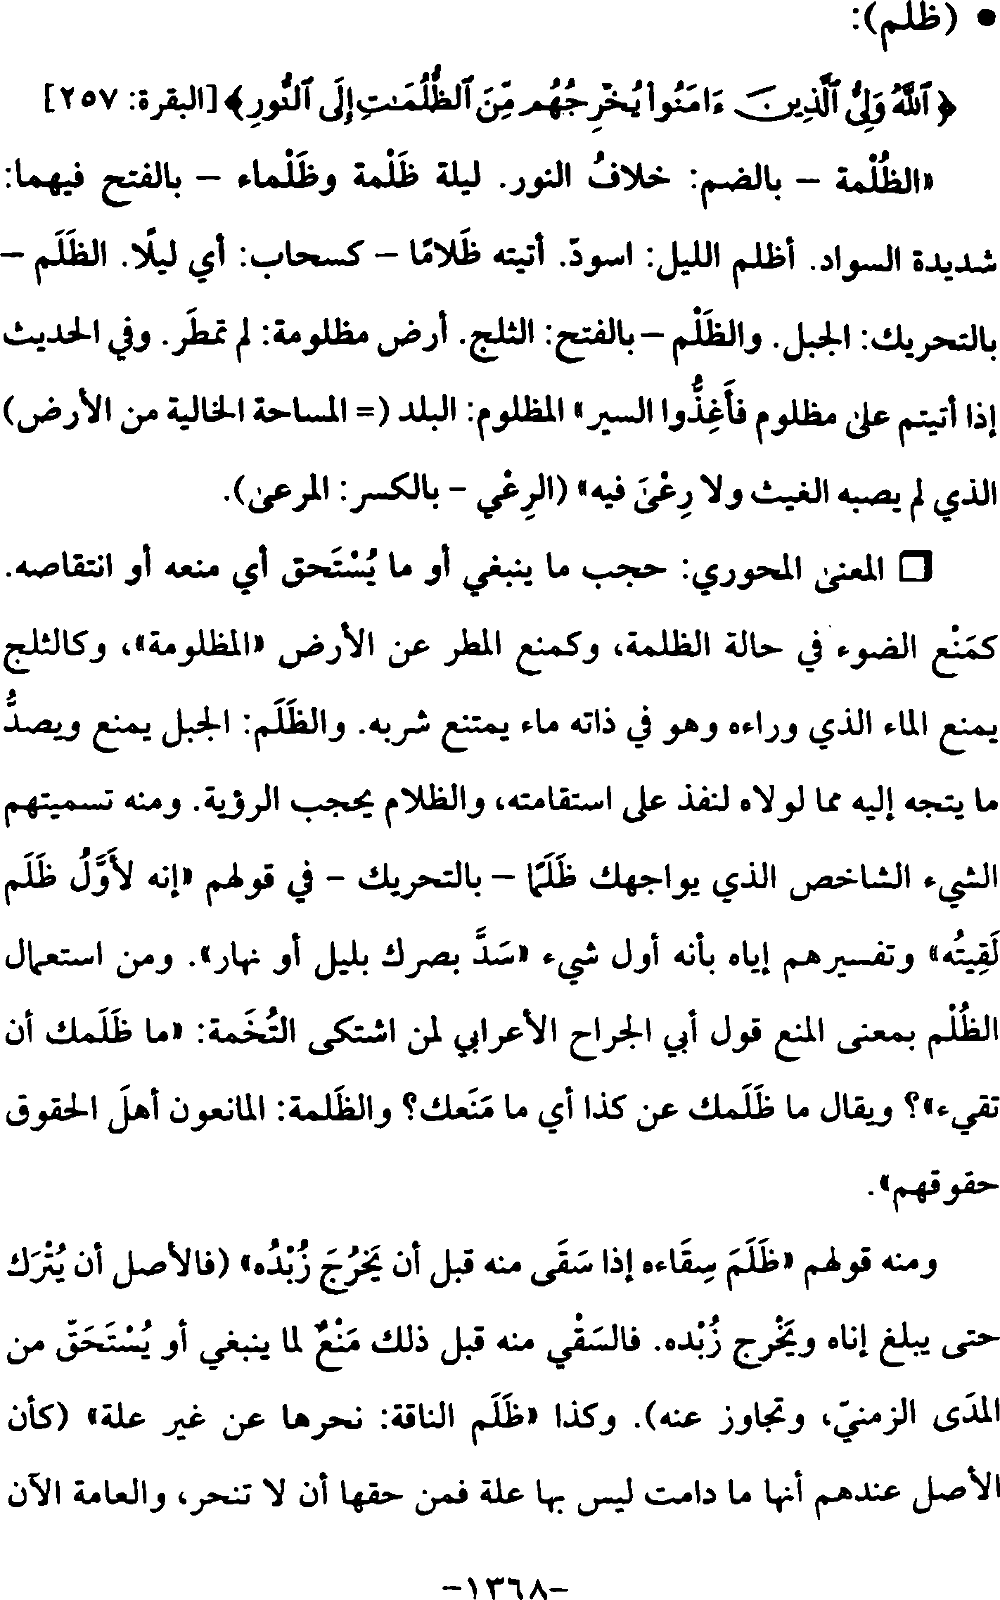 • (ظلم):
﴿ٱللَّهُ وَلِىُّ ٱلَّذِينَ ءَامَنُوا۟ يُخْرِجُهُم مِّنَ ٱلظُّلُمَـٰتِ إِلَى ٱلنُّورِ﴾ [البقرة: ٢٥٧]
«الظُلْمة – بالضم: خلافُ النور. ليلة ظَلْمة وظَلْماء – بالفتح فيهما:
شديدة السواد. أظلم الليل: اسودّ. أتيته ظَلامًا – كسحاب: أي ليلًا. الظَلَم –
بالتحريك: الجبل. والظَلْم – بالفتح: الثلج. أرض مظلومة: لم تمطَر. وفي الحديث
إذا أتيتم على مظلوم فأَغِذُّوا السير» المظلوم: البلد (= المساحة الخالية من الأرض)
الذي لم يصبه الغيث ولا رِعْىَ فيه» (الرِعْي – بالكسر: المرعى).
□ المعنى المحوري: حجب ما ينبغي أو ما يُسْتَحق أي منعه أو انتقاصه.
كمَنْع الضوء في حالة الظلمة، وكمنع المطر عن الأرض «المظلومة»، وكالثلج
يمنع الماء الذي وراءه وهو في ذاته ماء يمتنع شربه. والظَلَم: الجبل يمنع ويصدُّ
ما يتجه إليه مما لولاه لنفذ على استقامته، والظلام يحجب الرؤية. ومنه تسميتهم
الشيء الشاخص الذي يواجهك ظَلَمًا – بالتحريك – في قولهم «إنه لأَوَّلُ ظَلَم
لَقِيتُه» وتفسيرهم إياه بأنه أول شيء «سَدَّ بصرك بليل أو نهار». ومن استعمال
الظُلْم بمعنى المنع قول أبي الجراح الأعرابي لمن اشتكى التُخَمة: «ما ظَلَمك أن
تقيء»؟ ويقال ما ظَلَمك عن كذا أي ما مَنَعك؟ والظَلمة: المانعون أهلَ الحقوق
حقوقهم».
ومنه قولهم «ظَلَمَ سِقَاءه إذا سَقَى منه قبل أن يَخرُجَ زُبْدُه» (فالأصل أن يُتْرَك
حتى يبلغ إناه ويَخْرج زُبْده. فالسَقْي منه قبل ذلك مَنْعٌ لما ينبغي أو يُسْتَحَقّ من
المدَى الزمنيّ، وتجاوز عنه). وكذا «ظَلَم الناقة: نحرها عن غير علة» (كأن
الأصل عندهم أنها ما دامت ليس بها علة فمن حقها أن لا تنحر، والعامة الآن
-١٣٦٨-